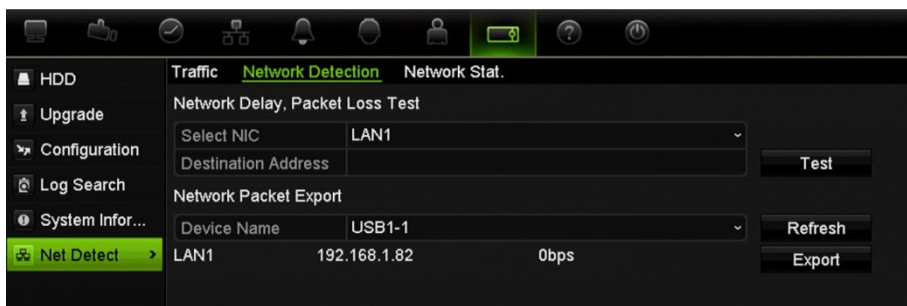 Traffic Network Detection Network Stat.
HDD
Upgrade
Configuration
Log Search
System Infor...
Net Detect >
Network Delay, Packet Loss Test
Select NIC LAN1
Destination Address Test
Network Packet Export
Device Name USB1-1 Refresh
LAN1 192.168.1.82 0bps Export